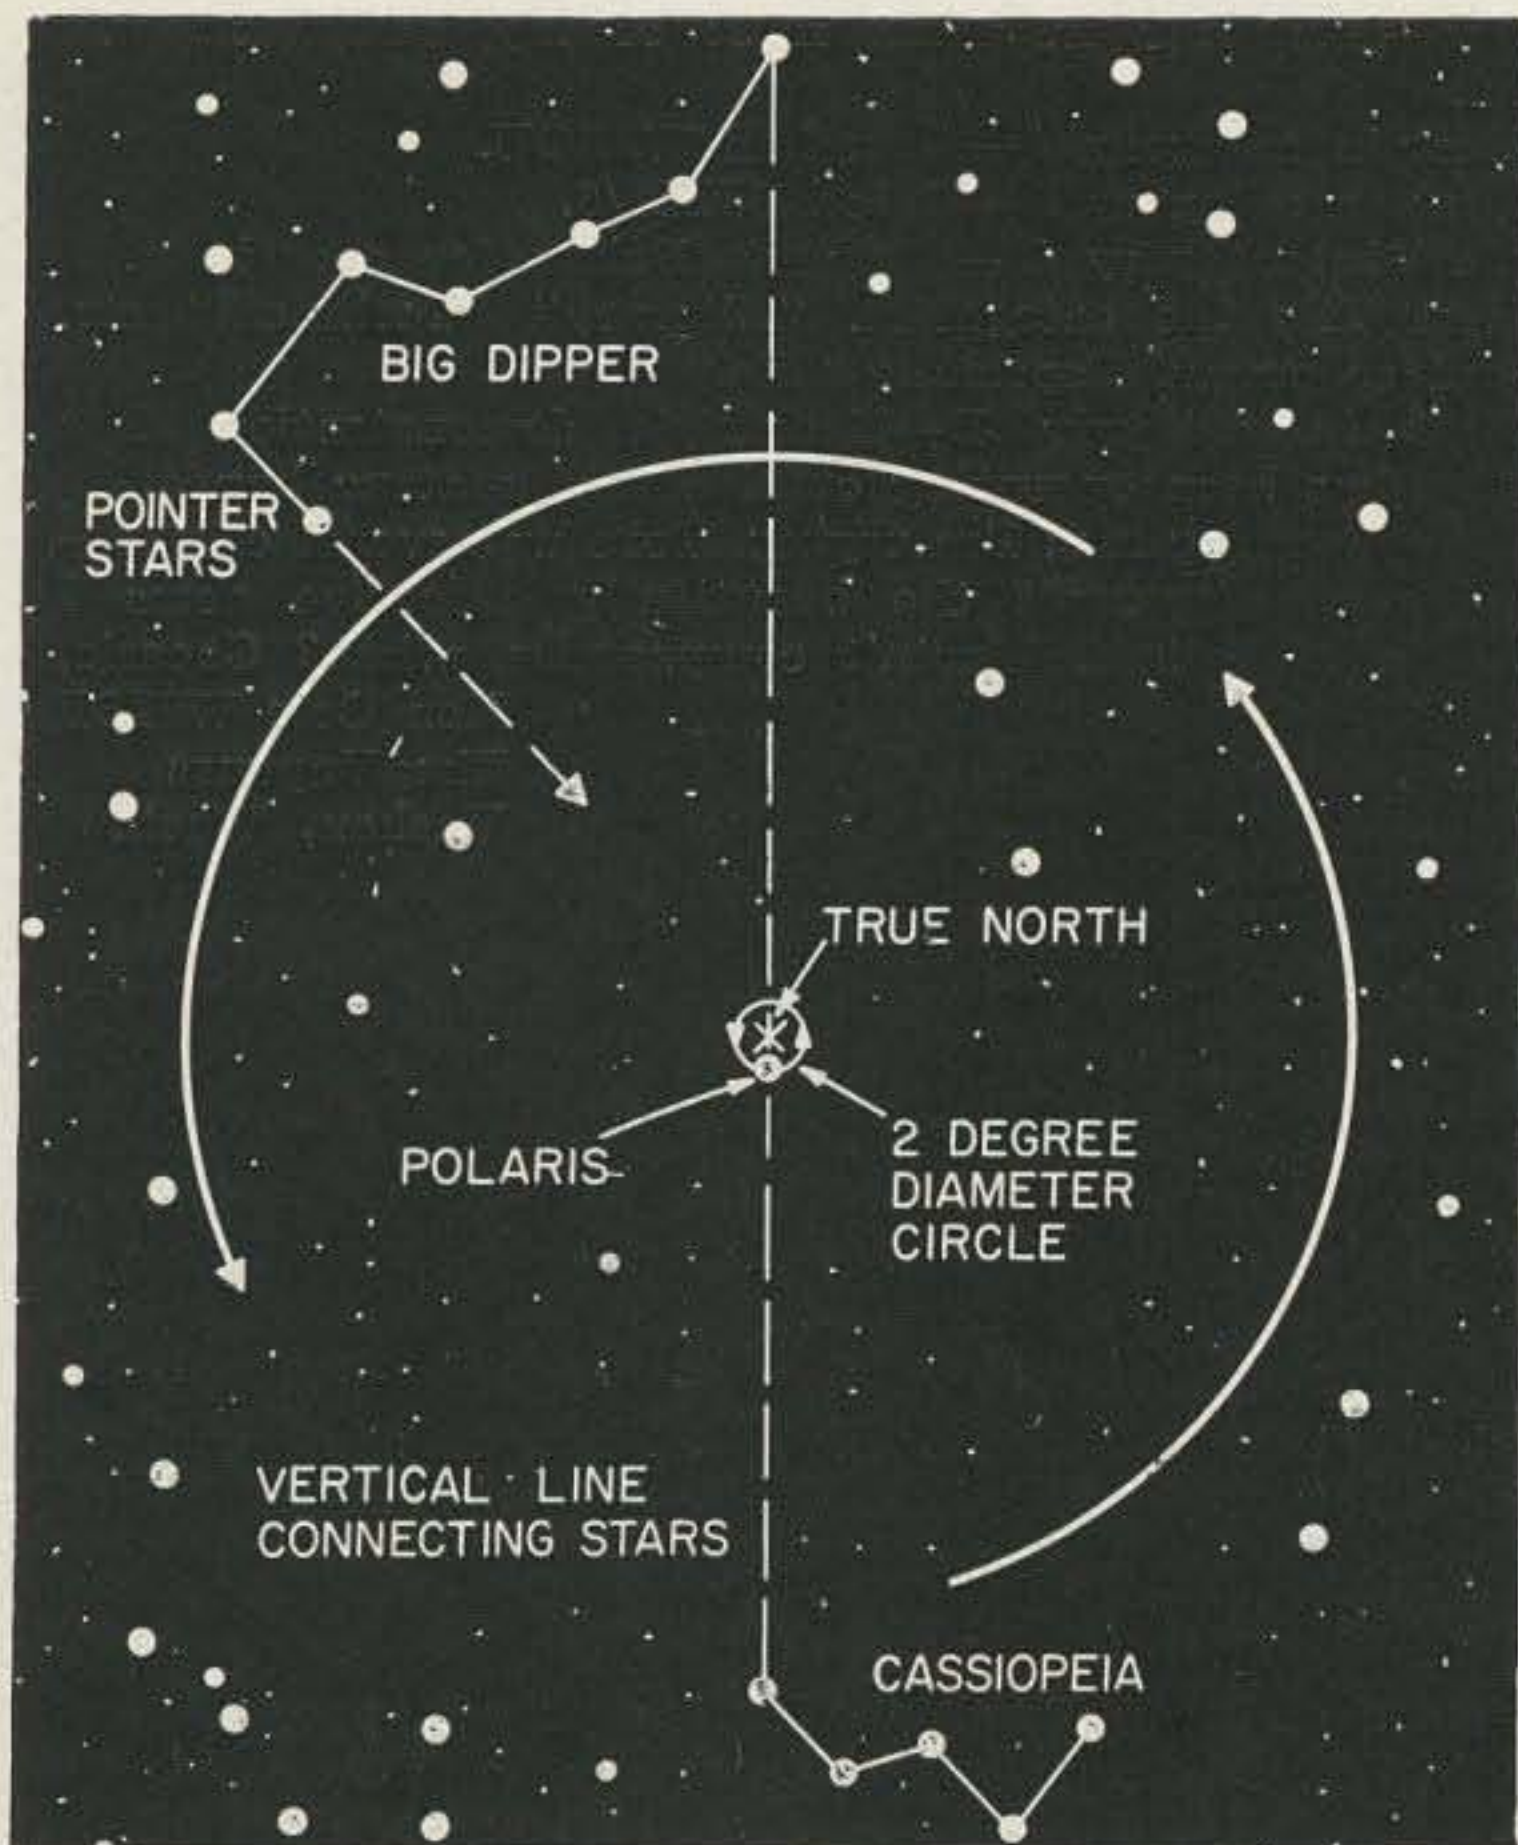 BIG DIPPER
POINTER
STARS
TRUE NORTH
POLARIS
2 DEGREE
DIAMETER
CIRCLE
VERTICAL LINE
CONNECTING STARS
CASSIOPEIA